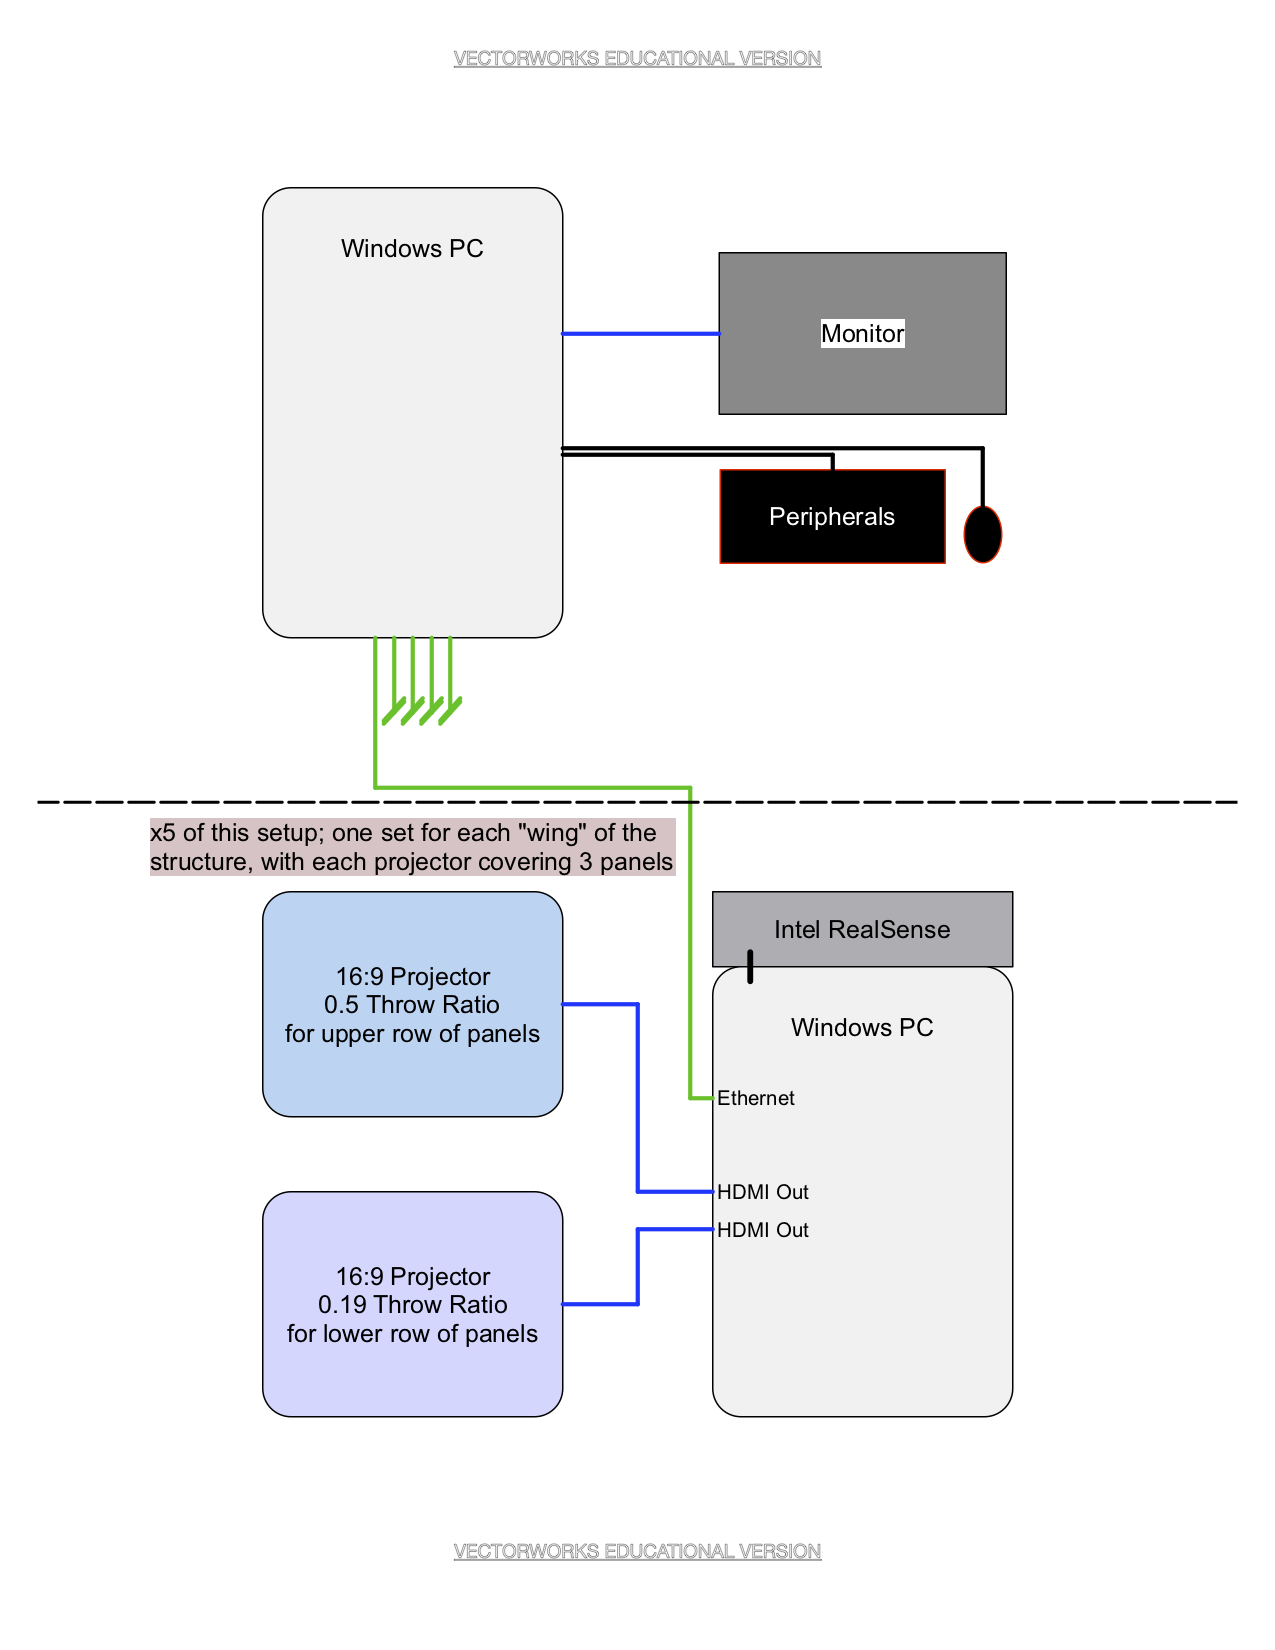 VECTORWORKS EDUCATIONAL VERSION
Windows PC
Monitor
Peripherals
x5 of this setup; one set for each "wing" of the
structure, with each projector covering 3 panels
Intel RealSense
16:9 Projector
0.5 Throw Ratio
for upper row of panels
Windows PC
Ethernet
HDMI Out
HDMI Out
16:9 Projector
0.19 Throw Ratio
for lower row of panels
VECTORWORKS EDUCATIONAL VERSION